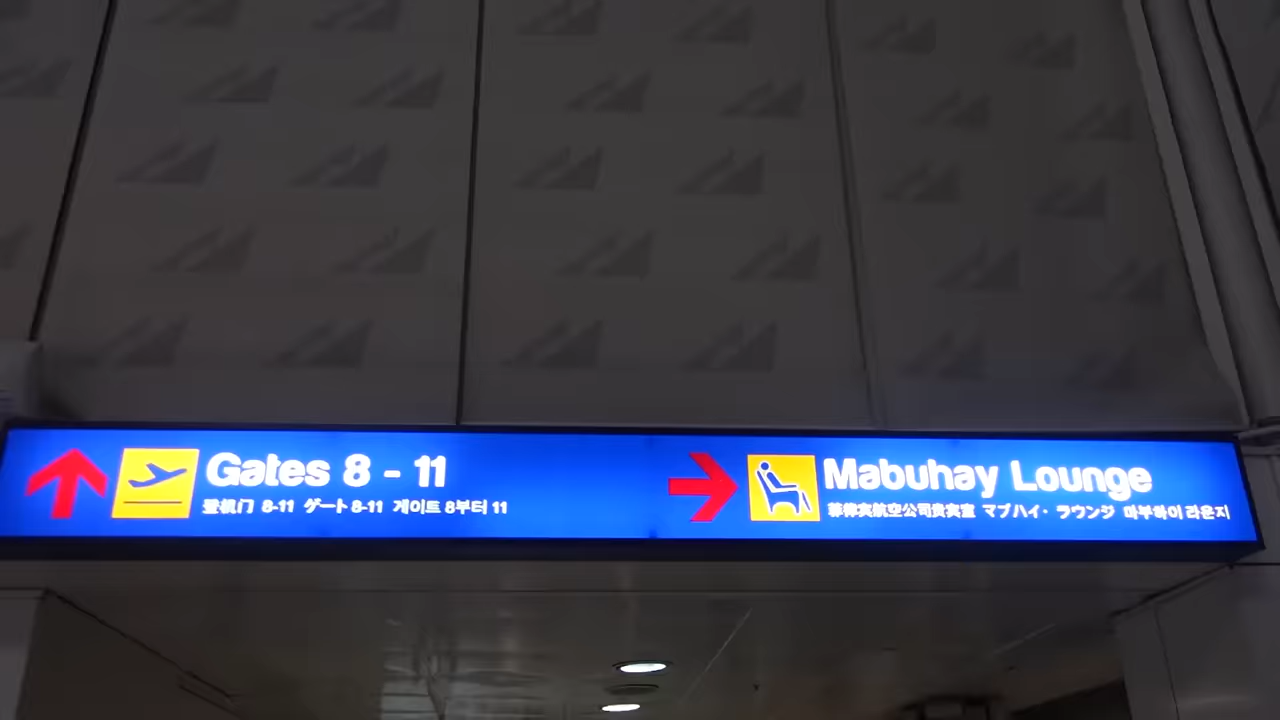 Gates 8 - 11
登机门 8-11 ゲート 8-11 게이트 8부터 11
Mabuhay Lounge
菲律宾航空公司贵宾室 マブハイ・ラウンジ 마부하이 라운지